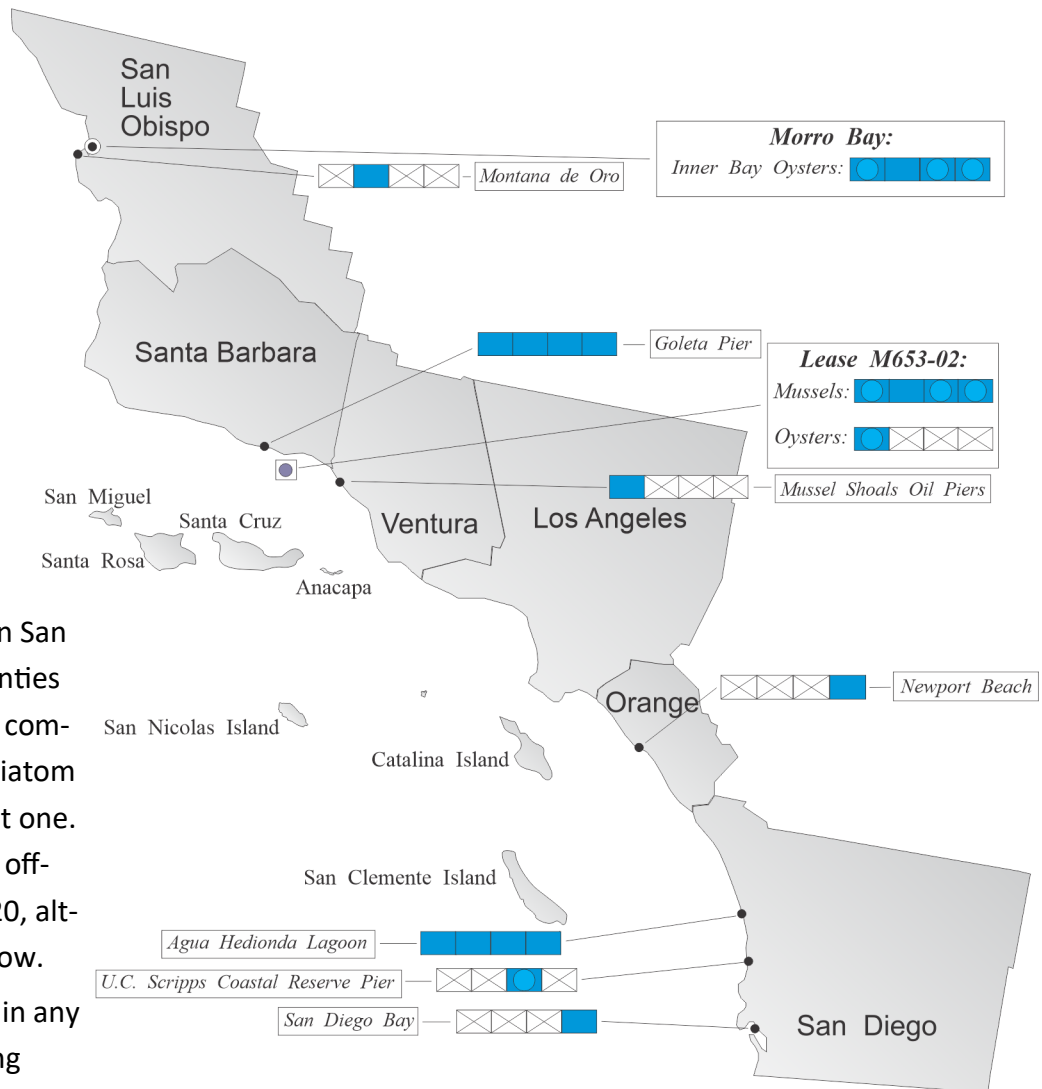 San
Luis
Obispo
Morro Bay:
Inner Bay Oysters:
Montana de Oro
Santa Barbara
Goleta Pier
Lease M653-02:
Mussels:
Oysters:
Mussel Shoals Oil Piers
San Miguel
Santa Cruz
Ventura
Los Angeles
Santa Rosa
Anacapa
n San
nties
com-
iatom
t one.
off-
20, alt-
ow.
in any
ng
Orange
Newport Beach
San Nicolas Island
Catalina Island
San Clemente Island
Agua Hedionda Lagoon
U.C. Scripps Coastal Reserve Pier
San Diego Bay
San Diego